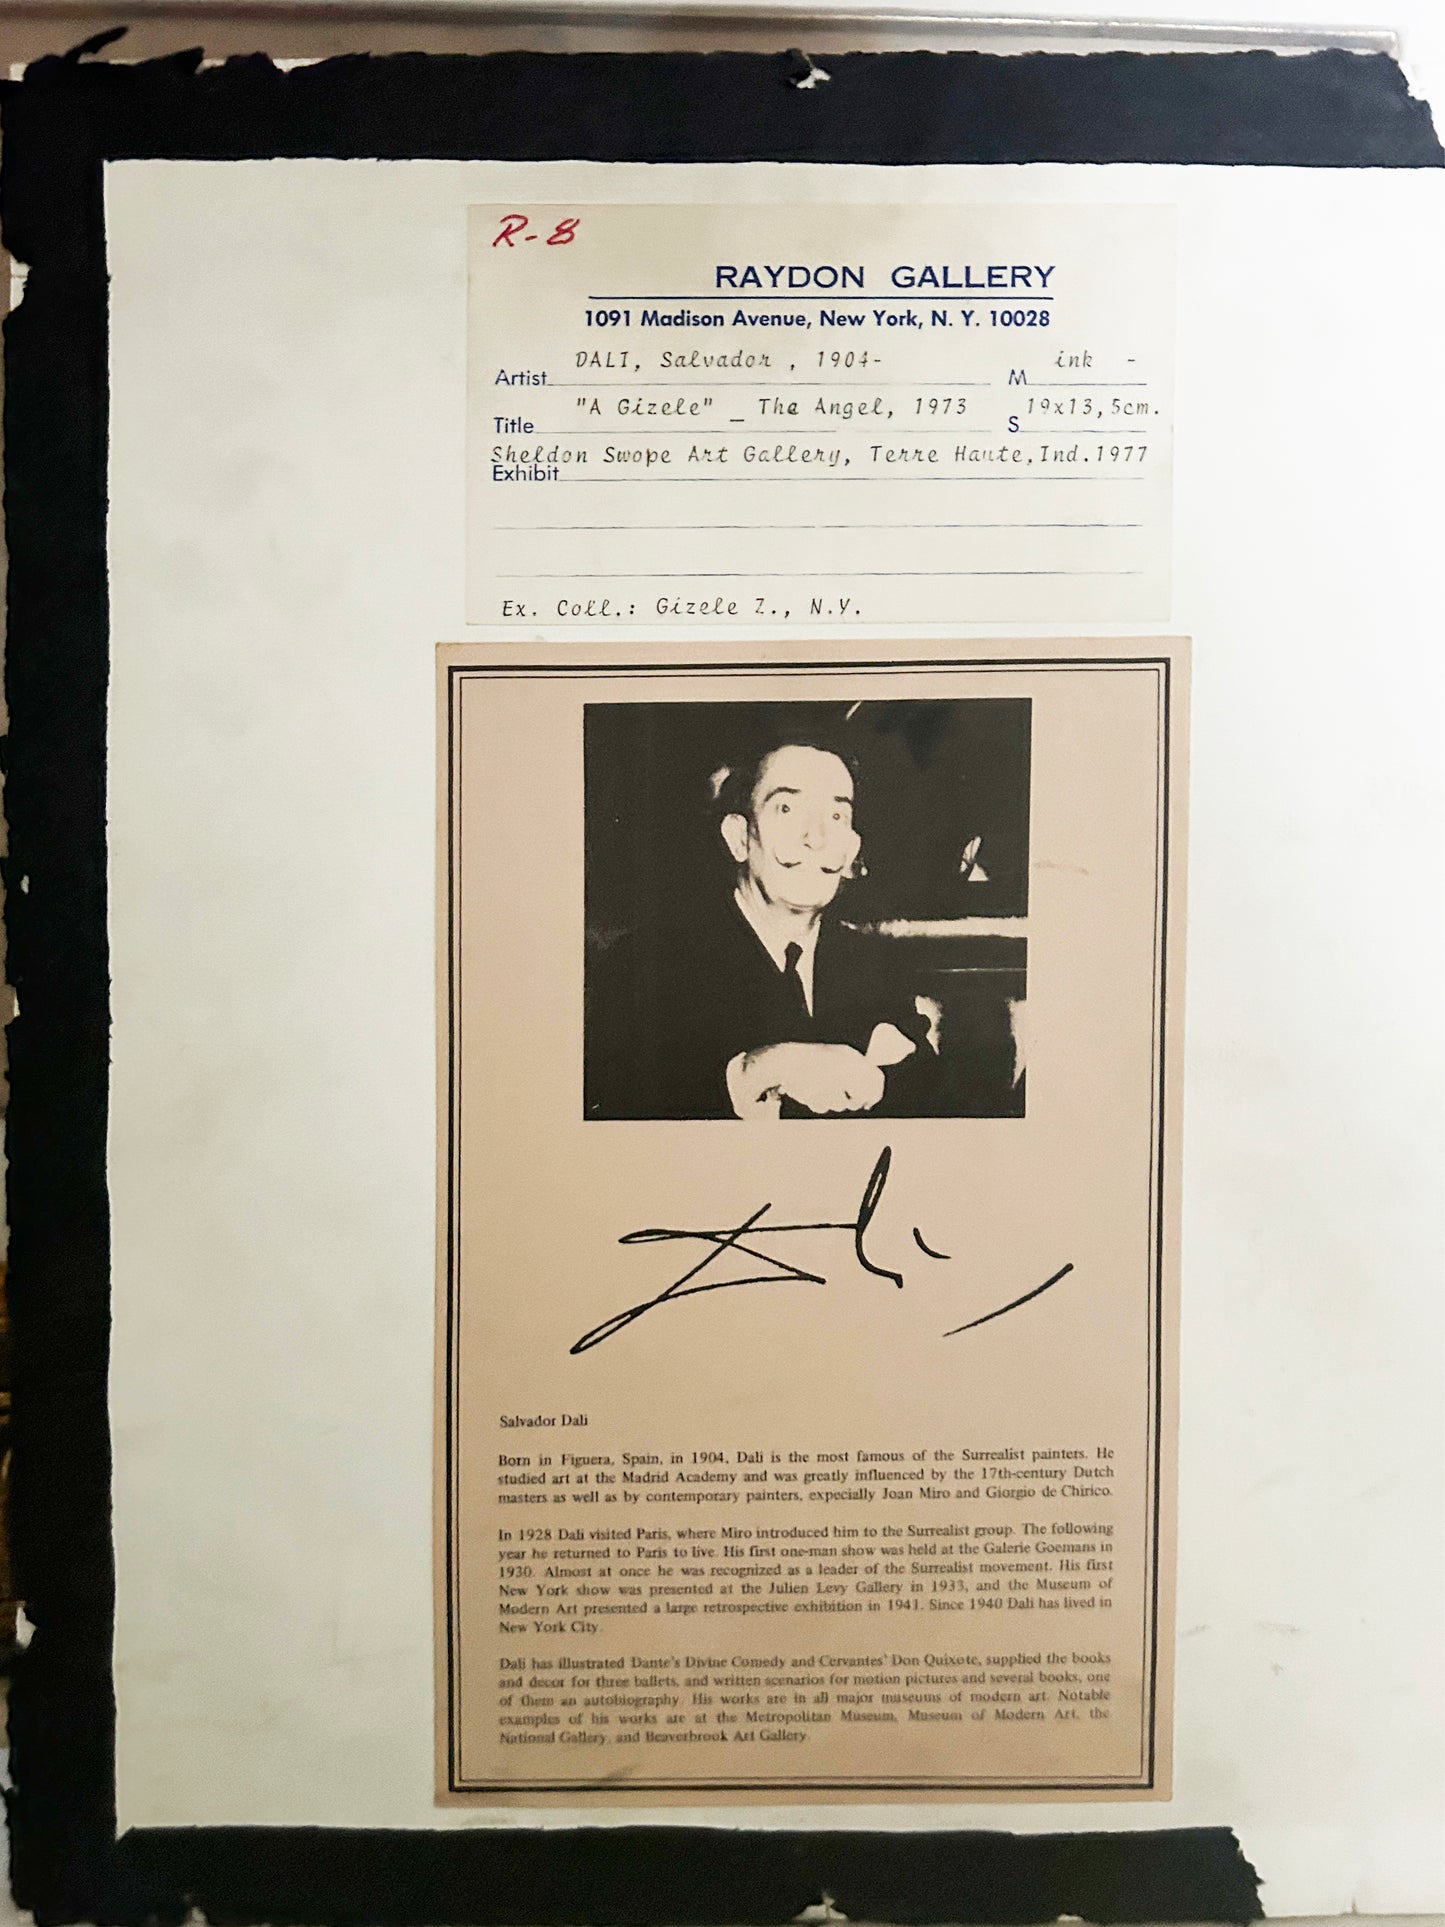 R-8
RAYDON GALLERY
1091 Madison Avenue, New York, N. Y. 10028
Artist DALI, Salvador , 1904- M ink -
Title "A Gizele" _ The Angel, 1973 S 19x13,5cm.
Sheldon Swope Art Gallery, Terre Haute, Ind. 1977
Exhibit
Ex. Coll.: Gizele Z., N.Y.
Dali
Salvador Dali
Born in Figuera, Spain, in 1904, Dali is the most famous of the Surrealist painters. He
studied art at the Madrid Academy and was greatly influenced by the 17th-century Dutch
masters as well as by contemporary painters, expecially Joan Miro and Giorgio de Chirico.
In 1928 Dali visited Paris, where Miro introduced him to the Surrealist group. The following
year he returned to Paris to live. His first one-man show was held at the Galerie Goemans in
1930. Almost at once he was recognized as a leader of the Surrealist movement. His first
New York show was presented at the Julien Levy Gallery in 1933, and the Museum of
Modern Art presented a large retrospective exhibition in 1941. Since 1940 Dali has lived in
New York City.
Dali has illustrated Dante's Divine Comedy and Cervantes' Don Quixote, supplied the books
and decor for three ballets, and written scenarios for motion pictures and several books, one
of them an autobiography. His works are in all major museums of modern art. Notable
examples of his works are at the Metropolitan Museum, Museum of Modern Art, the
National Gallery, and Beaverbrook Art Gallery.